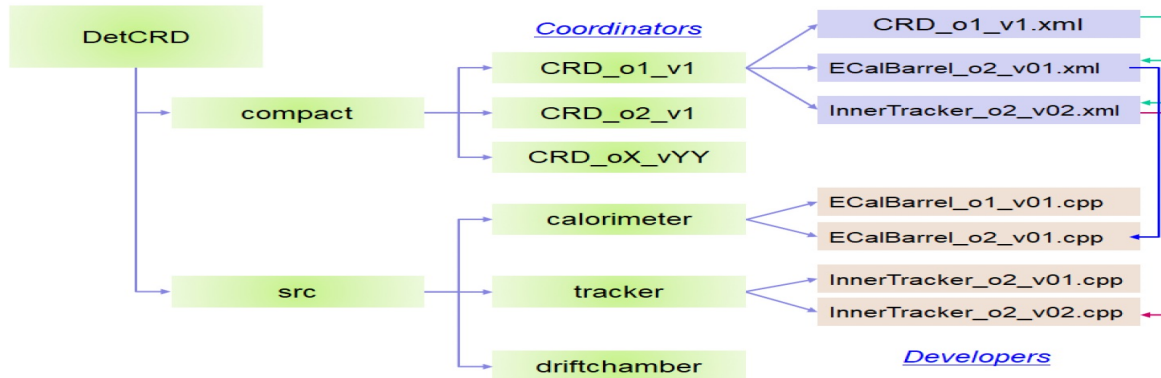 DetCRD
Coordinators
CRD_o1_v1.xml
CRD_o1_v1
ECalBarrel_o2_v01.xml
compact
CRD_o2_v1
InnerTracker_o2_v02.xml
CRD_oX_vYY
ECalBarrel_o1_v01.cpp
calorimeter
ECalBarrel_o2_v01.cpp
InnerTracker_o2_v01.cpp
src
tracker
InnerTracker_o2_v02.cpp
Developers
driftchamber